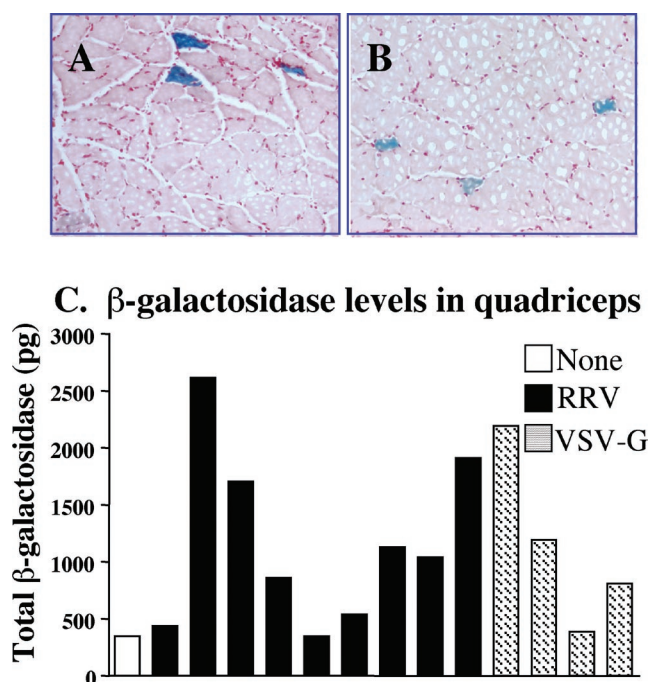 A
B
C. β-galactosidase levels in quadriceps
Total β-galactosidase (pg)
3000
2500
2000
1500
1000
500
0
None
RRV
VSV-G